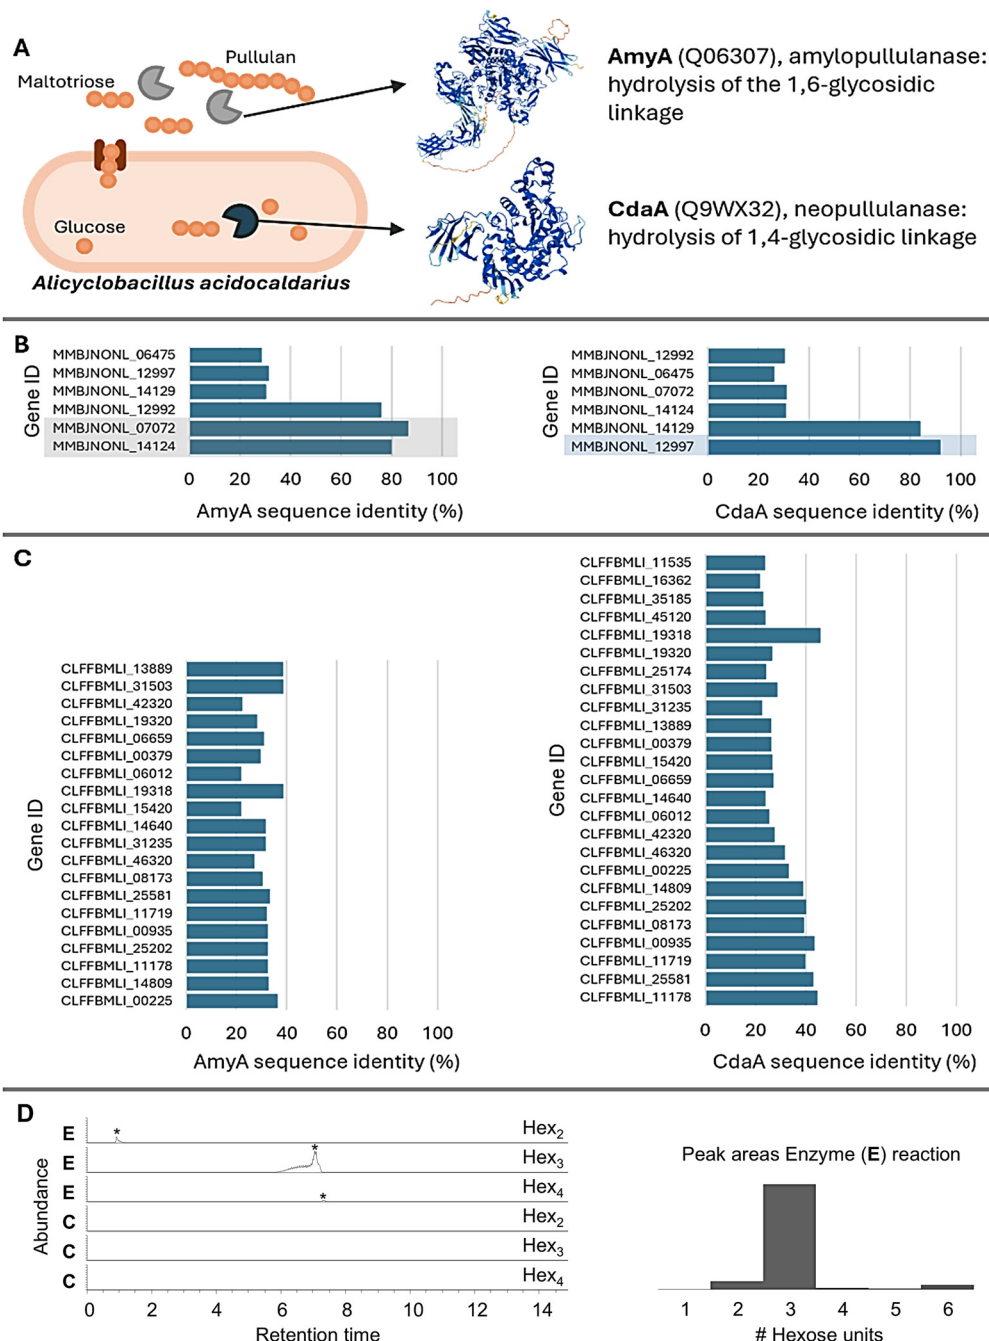 A
Pullulan
Maltotriose
Glucose
Alicyclobacillus acidocaldarius
AmyA (Q06307), amylopullulanase:
hydrolysis of the 1,6-glycosidic
linkage
CdaA (Q9WX32), neopullulanase:
hydrolysis of 1,4-glycosidic linkage
B
Gene ID
MMBJNONL_06475
MMBJNONL_12997
MMBJNONL_14129
MMBJNONL_12992
MMBJNONL_07072
MMBJNONL_14124
0 20 40 60 80 100
AmyA sequence identity (%)
Gene ID
MMBJNONL_12992
MMBJNONL_06475
MMBJNONL_07072
MMBJNONL_14124
MMBJNONL_14129
MMBJNONL_12997
0 20 40 60 80 100
CdaA sequence identity (%)
C
Gene ID
CLFFBMLI_13889
CLFFBMLI_31503
CLFFBMLI_42320
CLFFBMLI_19320
CLFFBMLI_06659
CLFFBMLI_00379
CLFFBMLI_06012
CLFFBMLI_19318
CLFFBMLI_15420
CLFFBMLI_14640
CLFFBMLI_31235
CLFFBMLI_46320
CLFFBMLI_08173
CLFFBMLI_25581
CLFFBMLI_11719
CLFFBMLI_00935
CLFFBMLI_25202
CLFFBMLI_11178
CLFFBMLI_14809
CLFFBMLI_00225
0 20 40 60 80 100
AmyA sequence identity (%)
Gene ID
CLFFBMLI_11535
CLFFBMLI_16362
CLFFBMLI_35185
CLFFBMLI_45120
CLFFBMLI_19318
CLFFBMLI_19320
CLFFBMLI_25174
CLFFBMLI_31503
CLFFBMLI_31235
CLFFBMLI_13889
CLFFBMLI_00379
CLFFBMLI_15420
CLFFBMLI_06659
CLFFBMLI_14640
CLFFBMLI_06012
CLFFBMLI_42320
CLFFBMLI_46320
CLFFBMLI_00225
CLFFBMLI_14809
CLFFBMLI_25202
CLFFBMLI_08173
CLFFBMLI_00935
CLFFBMLI_11719
CLFFBMLI_25581
CLFFBMLI_11178
0 20 40 60 80 100
CdaA sequence identity (%)
D
Abundance
E * Hex₂
E * Hex₃
E * Hex₄
C Hex₂
C Hex₃
C Hex₄
0 2 4 6 8 10 12 14
Retention time
Peak areas Enzyme (E) reaction
1 2 3 4 5 6
# Hexose units